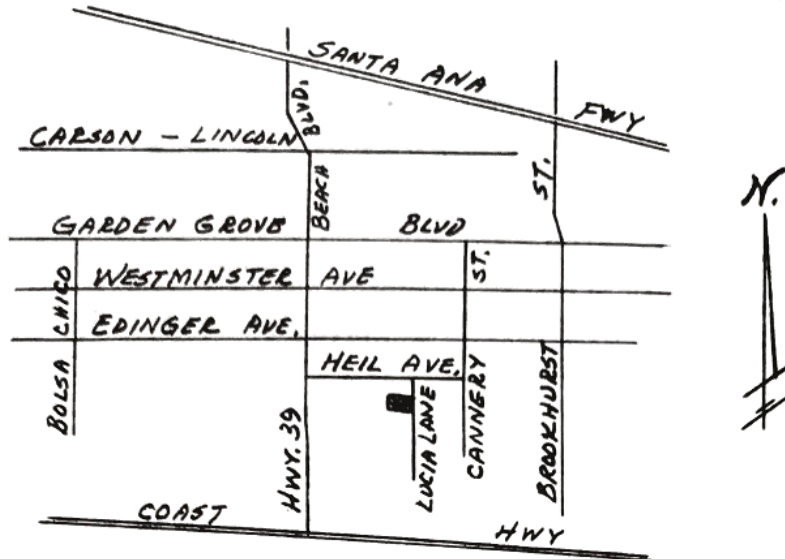 SANTA ANA FWY
CARSON - LINCOLN
BEACH BLVD.
ST.
N.
GARDEN GROVE BLVD
WESTMINSTER AVE
ST.
BOLSA CHICO
EDINGER AVE.
HEIL AVE.
HWY. 39
LUCIA LANE
CANNERY
BROOKHURST
COAST HWY